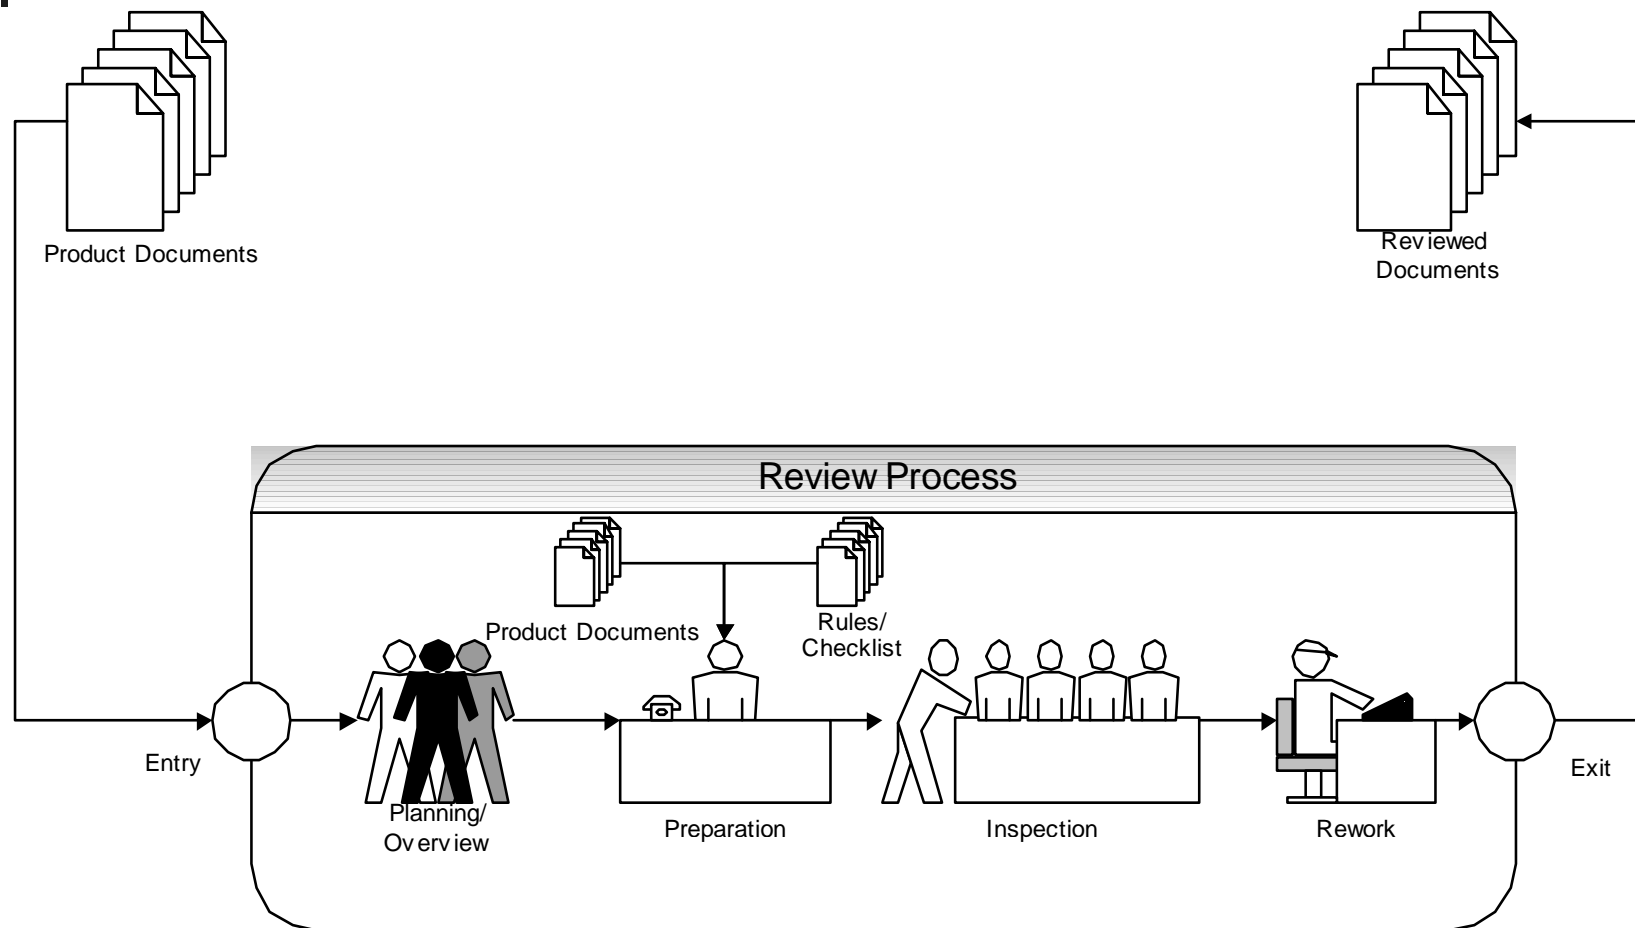 Product Documents
Reviewed
Documents
Review Process
Product Documents
Rules/
Checklist
Entry
Exit
Planning/
Overview
Preparation
Inspection
Rework